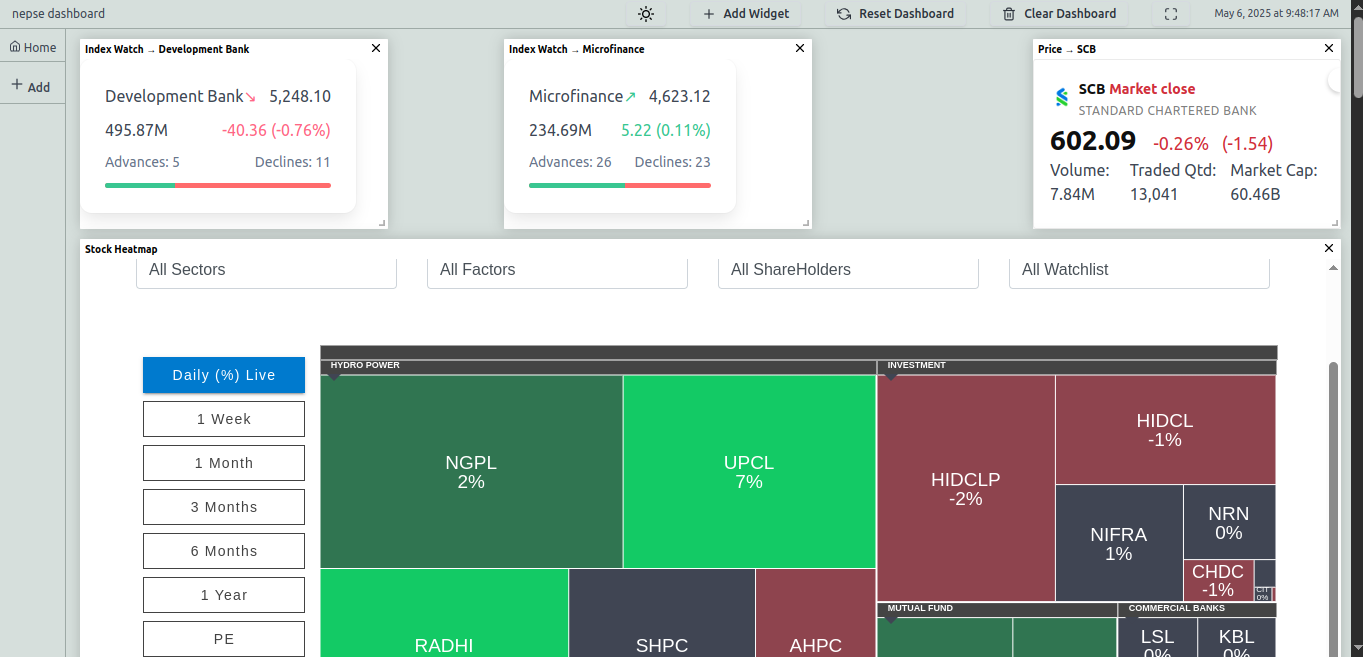 nepse dashboard
Add Widget
Reset Dashboard
Clear Dashboard
May 6, 2025 at 9:48:17 AM
Home
Add
Index Watch → Development Bank
Development Bank↘ 5,248.10
495.87M -40.36 (-0.76%)
Advances: 5 Declines: 11
Index Watch → Microfinance
Microfinance↗ 4,623.12
234.69M 5.22 (0.11%)
Advances: 26 Declines: 23
Price → SCB
SCB Market close
STANDARD CHARTERED BANK
602.09 -0.26% (-1.54)
Volume: Traded Qtd: Market Cap:
7.84M 13,041 60.46B
Stock Heatmap
All Sectors
All Factors
All ShareHolders
All Watchlist
Daily (%) Live
1 Week
1 Month
3 Months
6 Months
1 Year
PE
HYDRO POWER
NGPL
2%
UPCL
7%
RADHI
SHPC
AHPC
INVESTMENT
HIDCLP
-2%
HIDCL
-1%
NIFRA
1%
NRN
0%
CHDC
-1%
CIT
0%
MUTUAL FUND
COMMERCIAL BANKS
LSL
0%
KBL
0%